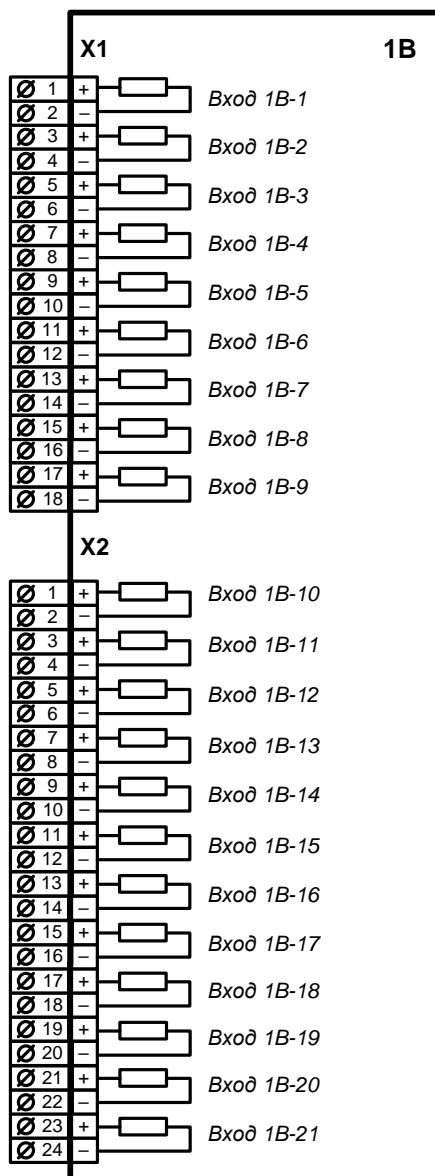 X1 1В
1 +
Вход 1В-1
2 –
3 +
Вход 1В-2
4 –
5 +
Вход 1В-3
6 –
7 +
Вход 1В-4
8 –
9 +
Вход 1В-5
10 –
11 +
Вход 1В-6
12 –
13 +
Вход 1В-7
14 –
15 +
Вход 1В-8
16 –
17 +
Вход 1В-9
18 –
X2
1 +
Вход 1В-10
2 –
3 +
Вход 1В-11
4 –
5 +
Вход 1В-12
6 –
7 +
Вход 1В-13
8 –
9 +
Вход 1В-14
10 –
11 +
Вход 1В-15
12 –
13 +
Вход 1В-16
14 –
15 +
Вход 1В-17
16 –
17 +
Вход 1В-18
18 –
19 +
Вход 1В-19
20 –
21 +
Вход 1В-20
22 –
23 +
Вход 1В-21
24 –